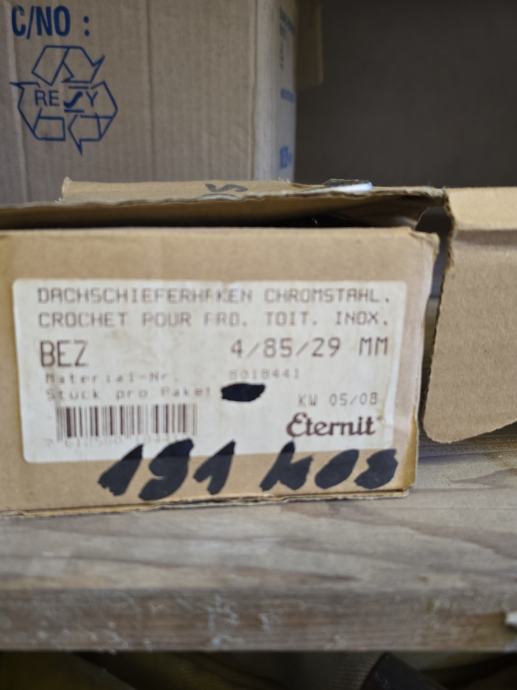 C/NO :
RESY
DACHSCHIEFERHAKEN CHROMSTAHL.
CROCHET POUR ARD. TOIT. INOX.
BEZ 4/85/29 MM
Material-Nr. 8018441
Stück pro Paket
KW 05/08
Eternit
191